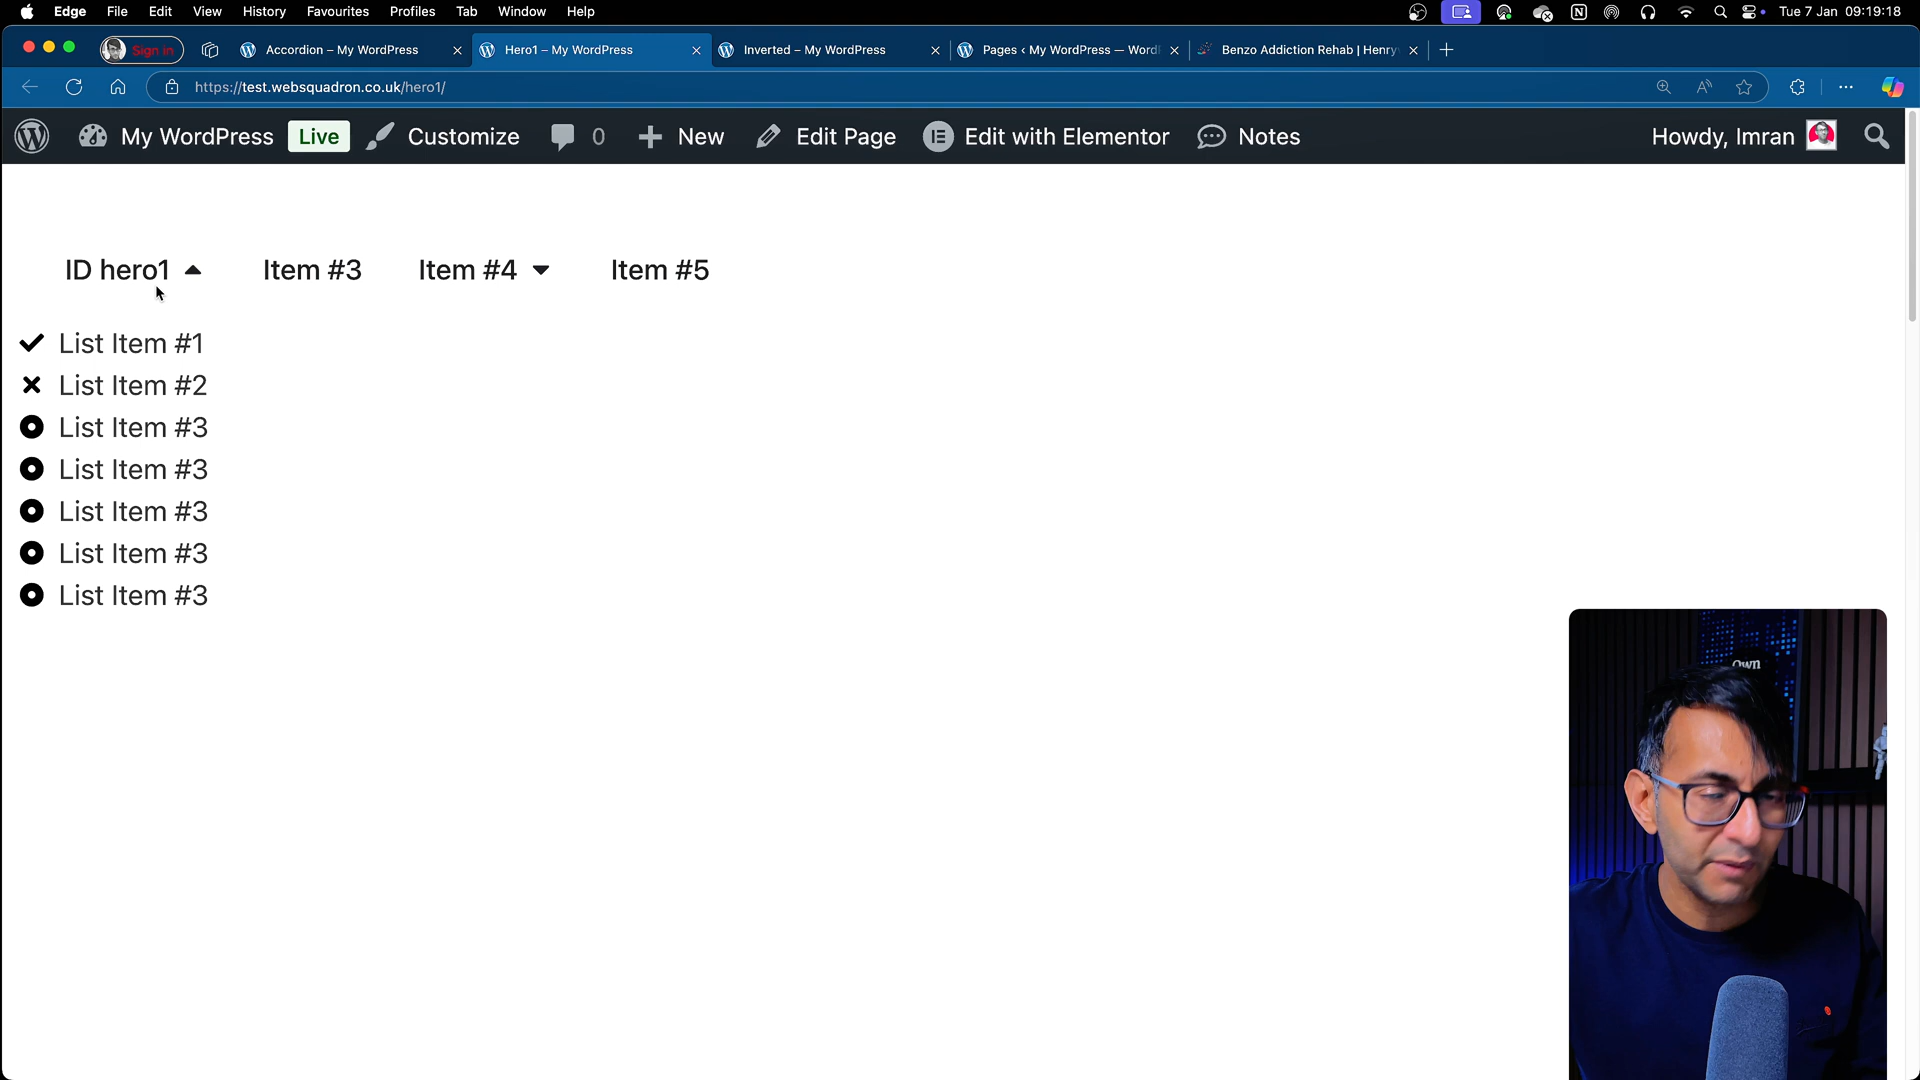 Edge File Edit View History Favourites Profiles Tab Window Help Tue 7 Jan 09:19:18
Sign in Accordion – My WordPress Hero1 – My WordPress Inverted – My WordPress Pages ‹ My WordPress — WordP Benzo Addiction Rehab | Henry
https://test.websquadron.co.uk/hero1/
My WordPress Live Customize 0 New Edit Page Edit with Elementor Notes Howdy, Imran
ID hero1 Item #3 Item #4 Item #5
List Item #1
List Item #2
List Item #3
List Item #3
List Item #3
List Item #3
List Item #3
own